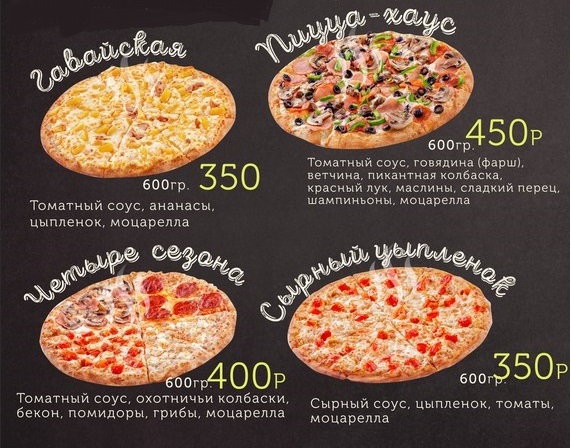 Гавайская
600гр. 350
Томатный соус, ананасы,
цыпленок, моцарелла
Пицца-хаус
600гр. 450Р
Томатный соус, говядина (фарш),
ветчина, пикантная колбаска,
красный лук, маслины, сладкий перец,
шампиньоны, моцарелла
Четыре сезона
600гр. 400Р
Томатный соус, охотничьи колбаски,
бекон, помидоры, грибы, моцарелла
Сырный цыпленок
600гр. 350Р
Сырный соус, цыпленок, томаты,
моцарелла